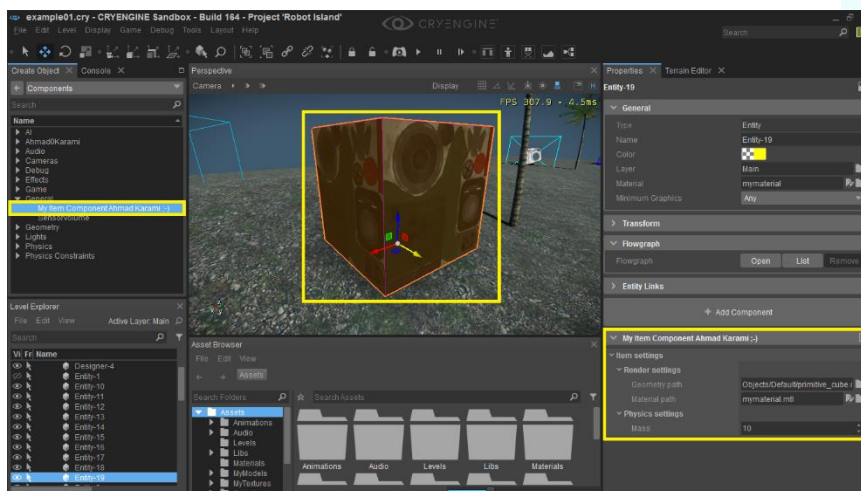 example01.cry - CRYENGINE Sandbox - Build 164 - Project 'Robot Island'
CRYENGINE
File Edit Level Display Game Debug Tools Layout Help
Search
Create Object
Console
Components
Search
Name
AI
Ahmad0Karami
Audio
Cameras
Debug
Effects
Game
General
My Item Component Ahmad Karami ;-)
SensorVolume
Geometry
Lights
Physics
Physics Constraints
Level Explorer
File Edit View Active Layer: Main
Search
Vi Fr Name
Designer-4
Entity-1
Entity-10
Entity-11
Entity-12
Entity-13
Entity-14
Entity-15
Entity-16
Entity-17
Entity-18
Entity-19
Perspective
Camera
Display
FPS 307.9 - 4.5ms
Asset Browser
File Edit View
Assets
Search Folders
Search Assets
Assets
Animations
Audio
Levels
Libs
Materials
MyModels
MyTextures
Animations Audio Levels Libs Materials
Properties
Terrain Editor
Entity-19
General
Type Entity
Name Entity-19
Color
Layer Main
Material mymaterial
Minimum Graphics Any
Transform
Flowgraph
Flowgraph Open List Remove
Entity Links
+ Add Component
My Item Component Ahmad Karami ;-)
Item settings
Render settings
Geometry path Objects/Default/primitive_cube.
Material path mymaterial.mtl
Physics settings
Mass 10